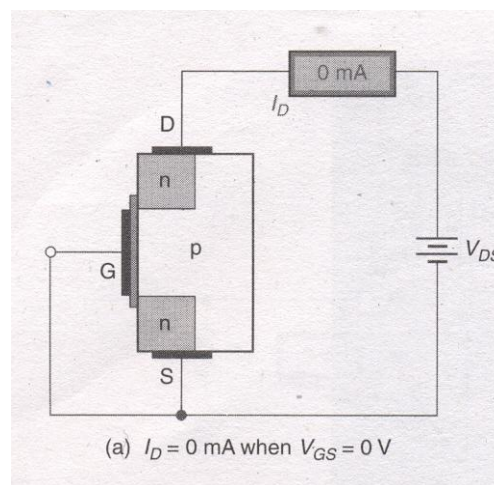 0 mA
I_D
D
n
p
V_DS
G
n
S
(a) I_D = 0 mA when V_GS = 0 V